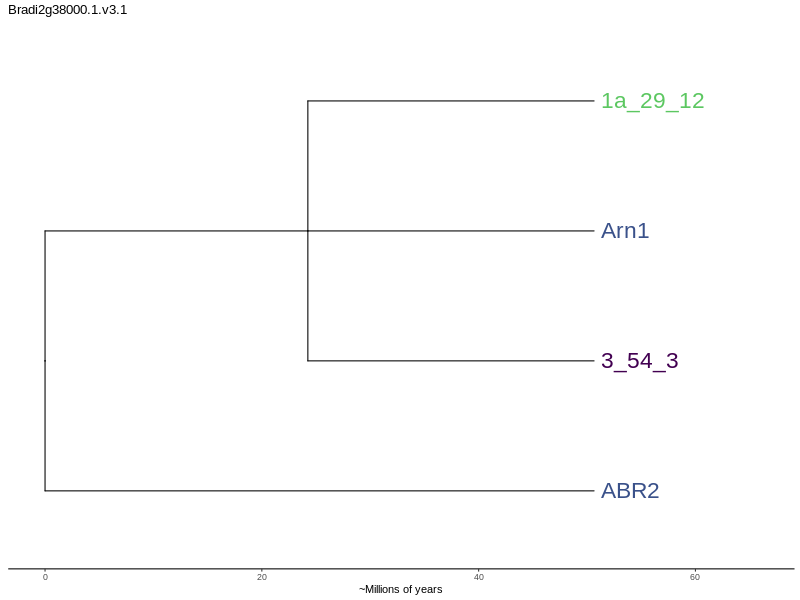 Bradi2g38000.1.v3.1
1a_29_12
Arn1
3_54_3
ABR2
0 20 40 60
~Millions of years